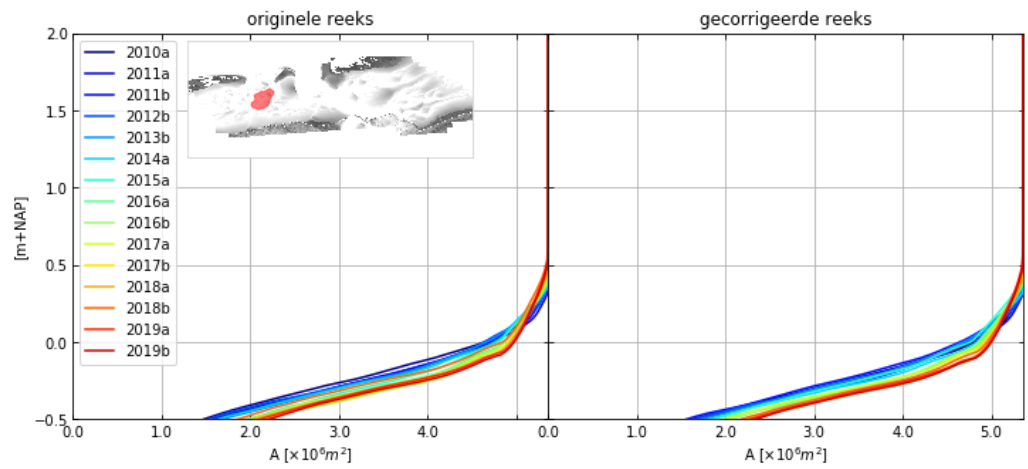 originele reeks
gecorrigeerde reeks
2.0
1.5
1.0
0.5
0.0
−0.5
[m+NAP]
2010a
2011a
2011b
2012b
2013b
2014a
2015a
2016a
2016b
2017a
2017b
2018a
2018b
2019a
2019b
0.0 1.0 2.0 3.0 4.0 0.0 1.0 2.0 3.0 4.0 5.0
A [×10⁶m²]
A [×10⁶m²]